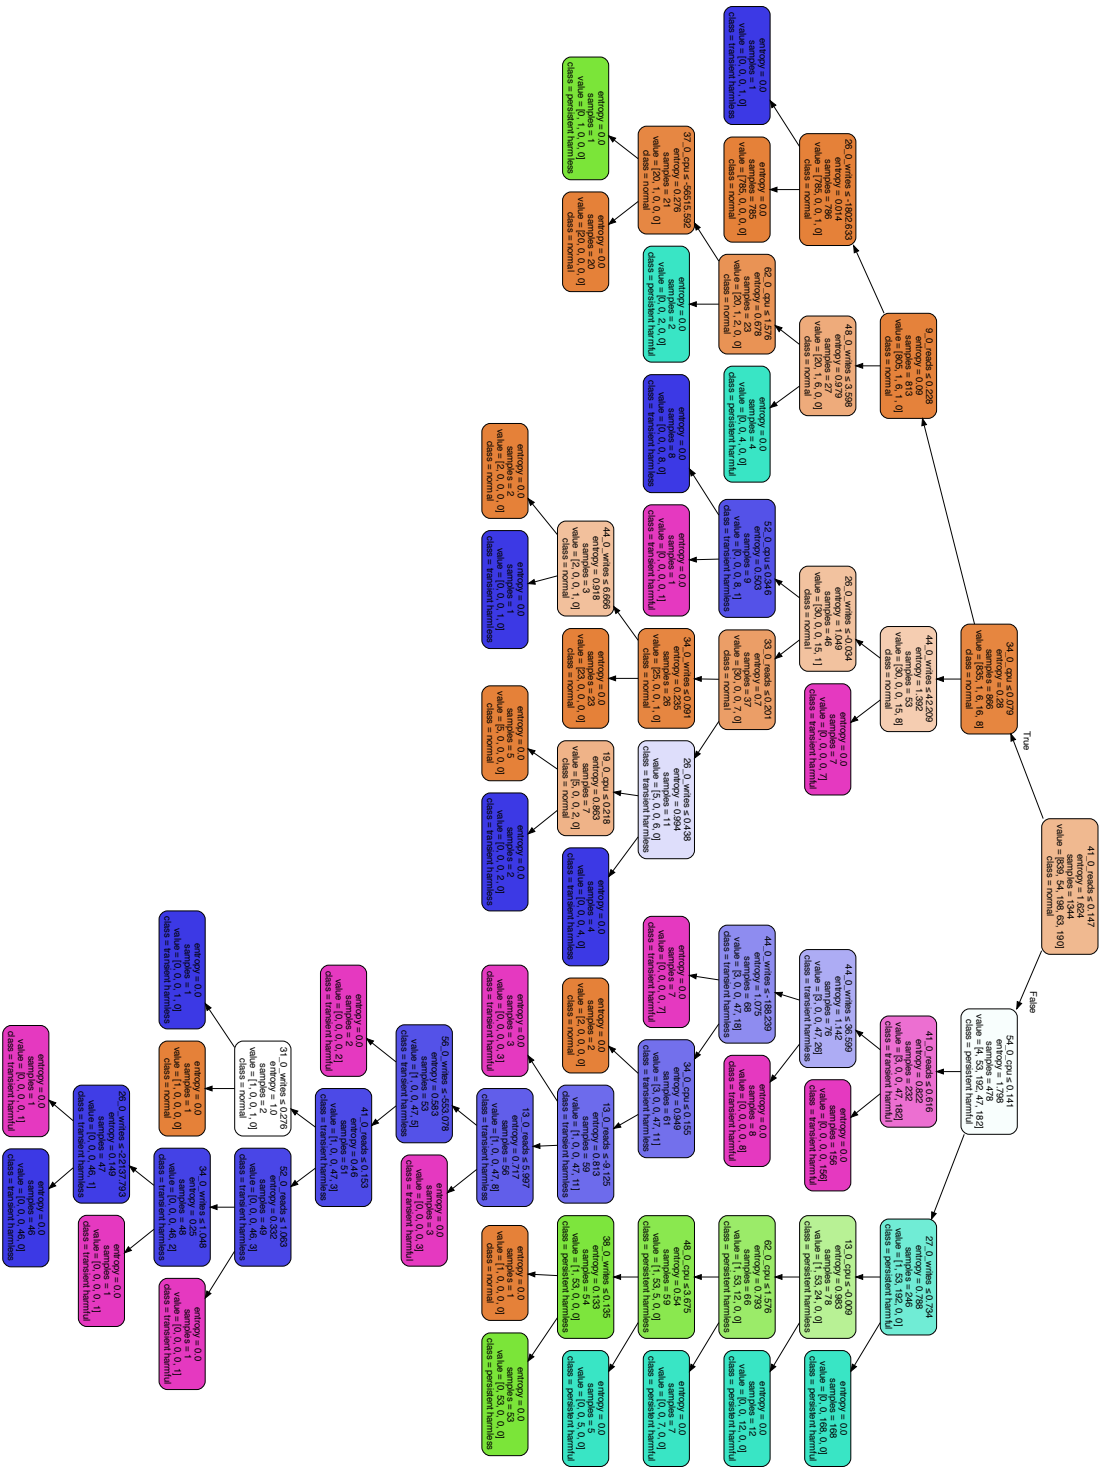 41_0_reads ≤ 0.147
entropy = 1.624
samples = 1344
value = [839, 54, 198, 63, 190]
class = normal
True
False
34_0_cpu ≤ 0.079
entropy = 0.28
samples = 866
value = [835, 1, 6, 16, 8]
class = normal
54_0_cpu ≤ 0.141
entropy = 1.798
samples = 478
value = [4, 53, 192, 47, 182]
class = persistent harmful
9_0_reads ≤ 0.228
entropy = 0.09
samples = 813
value = [805, 1, 6, 1, 0]
class = normal
44_0_writes ≤ 42.209
entropy = 1.392
samples = 53
value = [30, 0, 0, 15, 8]
class = normal
41_0_reads ≤ 0.616
entropy = 0.822
samples = 232
value = [3, 0, 0, 47, 182]
class = transient harmful
27_0_writes ≤ 0.734
entropy = 0.788
samples = 246
value = [1, 53, 192, 0, 0]
class = persistent harmful
26_0_writes ≤ -1802.633
entropy = 0.014
samples = 786
value = [785, 0, 0, 1, 0]
class = normal
48_0_writes ≤ 3.598
entropy = 0.979
samples = 27
value = [20, 1, 6, 0, 0]
class = normal
26_0_writes ≤ -0.034
entropy = 1.049
samples = 46
value = [30, 0, 0, 15, 1]
class = normal
entropy = 0.0
samples = 7
value = [0, 0, 0, 0, 7]
class = transient harmful
44_0_writes ≤ 36.599
entropy = 1.142
samples = 76
value = [3, 0, 0, 47, 26]
class = transient harmless
entropy = 0.0
samples = 156
value = [0, 0, 0, 0, 156]
class = transient harmful
13_0_cpu ≤ -0.009
entropy = 0.983
samples = 78
value = [1, 53, 24, 0, 0]
class = persistent harmless
entropy = 0.0
samples = 168
value = [0, 0, 168, 0, 0]
class = persistent harmful
entropy = 0.0
samples = 1
value = [0, 0, 0, 1, 0]
class = transient harmless
entropy = 0.0
samples = 785
value = [785, 0, 0, 0, 0]
class = normal
62_0_cpu ≤ 1.576
entropy = 0.678
samples = 23
value = [20, 1, 2, 0, 0]
class = normal
entropy = 0.0
samples = 4
value = [0, 0, 4, 0, 0]
class = persistent harmful
52_0_cpu ≤ 0.346
entropy = 0.503
samples = 9
value = [0, 0, 0, 8, 1]
class = transient harmless
33_0_reads ≤ 0.201
entropy = 0.7
samples = 37
value = [30, 0, 0, 7, 0]
class = normal
44_0_writes ≤ -138.239
entropy = 1.075
samples = 68
value = [3, 0, 0, 47, 18]
class = transient harmless
entropy = 0.0
samples = 8
value = [0, 0, 0, 0, 8]
class = transient harmful
62_0_cpu ≤ 1.576
entropy = 0.793
samples = 66
value = [1, 53, 12, 0, 0]
class = persistent harmless
entropy = 0.0
samples = 12
value = [0, 0, 12, 0, 0]
class = persistent harmful
37_0_cpu ≤ -56515.592
entropy = 0.276
samples = 21
value = [20, 1, 0, 0, 0]
class = normal
entropy = 0.0
samples = 2
value = [0, 0, 2, 0, 0]
class = persistent harmful
entropy = 0.0
samples = 8
value = [0, 0, 0, 8, 0]
class = transient harmless
entropy = 0.0
samples = 1
value = [0, 0, 0, 0, 1]
class = transient harmful
34_0_writes ≤ 0.091
entropy = 0.235
samples = 26
value = [25, 0, 0, 1, 0]
class = normal
26_0_writes ≤ 0.438
entropy = 0.994
samples = 11
value = [5, 0, 0, 6, 0]
class = transient harmless
entropy = 0.0
samples = 7
value = [0, 0, 0, 0, 7]
class = transient harmful
34_0_cpu ≤ 0.155
entropy = 0.949
samples = 61
value = [3, 0, 0, 47, 11]
class = transient harmless
48_0_cpu ≤ 3.675
entropy = 0.54
samples = 59
value = [1, 53, 5, 0, 0]
class = persistent harmless
entropy = 0.0
samples = 7
value = [0, 0, 7, 0, 0]
class = persistent harmful
entropy = 0.0
samples = 1
value = [0, 1, 0, 0, 0]
class = persistent harmless
entropy = 0.0
samples = 20
value = [20, 0, 0, 0, 0]
class = normal
44_0_writes ≤ 6.666
entropy = 0.918
samples = 3
value = [2, 0, 0, 1, 0]
class = normal
entropy = 0.0
samples = 23
value = [23, 0, 0, 0, 0]
class = normal
19_0_cpu ≤ 0.218
entropy = 0.863
samples = 7
value = [5, 0, 0, 2, 0]
class = normal
entropy = 0.0
samples = 4
value = [0, 0, 0, 4, 0]
class = transient harmless
entropy = 0.0
samples = 2
value = [2, 0, 0, 0, 0]
class = normal
13_0_reads ≤ -9.125
entropy = 0.813
samples = 59
value = [1, 0, 0, 47, 11]
class = transient harmless
38_0_writes ≤ 0.135
entropy = 0.133
samples = 54
value = [1, 53, 0, 0, 0]
class = persistent harmless
entropy = 0.0
samples = 5
value = [0, 0, 5, 0, 0]
class = persistent harmful
entropy = 0.0
samples = 2
value = [2, 0, 0, 0, 0]
class = normal
entropy = 0.0
samples = 1
value = [0, 0, 0, 1, 0]
class = transient harmless
entropy = 0.0
samples = 5
value = [5, 0, 0, 0, 0]
class = normal
entropy = 0.0
samples = 2
value = [0, 0, 0, 2, 0]
class = transient harmless
entropy = 0.0
samples = 3
value = [0, 0, 0, 0, 3]
class = transient harmful
13_0_reads ≤ 5.997
entropy = 0.717
samples = 56
value = [1, 0, 0, 47, 8]
class = transient harmless
entropy = 0.0
samples = 1
value = [1, 0, 0, 0, 0]
class = normal
entropy = 0.0
samples = 53
value = [0, 53, 0, 0, 0]
class = persistent harmless
56_0_writes ≤ -553.078
entropy = 0.583
samples = 53
value = [1, 0, 0, 47, 5]
class = transient harmless
entropy = 0.0
samples = 3
value = [0, 0, 0, 0, 3]
class = transient harmful
entropy = 0.0
samples = 2
value = [0, 0, 0, 0, 2]
class = transient harmful
41_0_reads ≤ 0.153
entropy = 0.46
samples = 51
value = [1, 0, 0, 47, 3]
class = transient harmless
31_0_writes ≤ 0.276
entropy = 1.0
samples = 2
value = [1, 0, 0, 1, 0]
class = normal
52_0_reads ≤ 1.063
entropy = 0.332
samples = 49
value = [0, 0, 0, 46, 3]
class = transient harmless
entropy = 0.0
samples = 1
value = [0, 0, 0, 1, 0]
class = transient harmless
entropy = 0.0
samples = 1
value = [1, 0, 0, 0, 0]
class = normal
34_0_writes ≤ 1.048
entropy = 0.25
samples = 48
value = [0, 0, 0, 46, 2]
class = transient harmless
entropy = 0.0
samples = 1
value = [0, 0, 0, 0, 1]
class = transient harmful
26_0_writes ≤ -22137.793
entropy = 0.149
samples = 47
value = [0, 0, 0, 46, 1]
class = transient harmless
entropy = 0.0
samples = 1
value = [0, 0, 0, 0, 1]
class = transient harmful
entropy = 0.0
samples = 1
value = [0, 0, 0, 0, 1]
class = transient harmful
entropy = 0.0
samples = 46
value = [0, 0, 0, 46, 0]
class = transient harmless